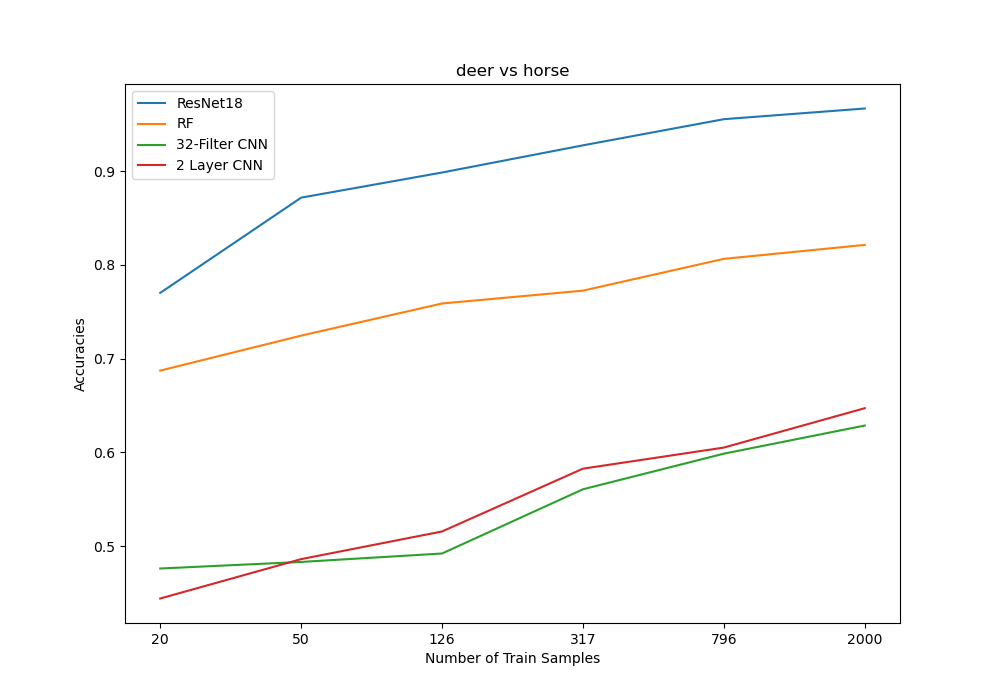 deer vs horse
ResNet18
RF
32-Filter CNN
2 Layer CNN
Accuracies
0.9
0.8
0.7
0.6
0.5
20 50 126 317 796 2000
Number of Train Samples